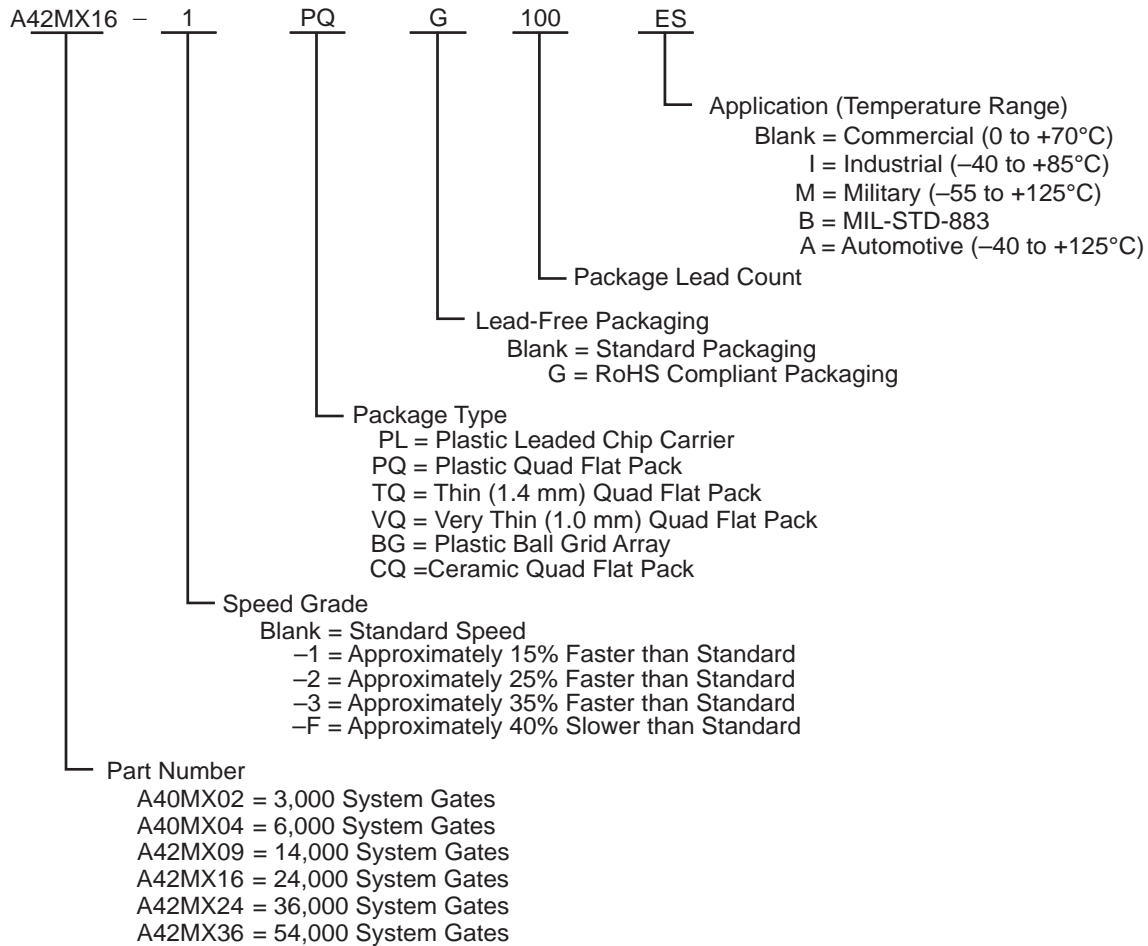 A42MX16 – 1 PQ G 100 ES
Application (Temperature Range)
Blank = Commercial (0 to +70°C)
I = Industrial (–40 to +85°C)
M = Military (–55 to +125°C)
B = MIL-STD-883
A = Automotive (–40 to +125°C)
Package Lead Count
Lead-Free Packaging
Blank = Standard Packaging
G = RoHS Compliant Packaging
Package Type
PL = Plastic Leaded Chip Carrier
PQ = Plastic Quad Flat Pack
TQ = Thin (1.4 mm) Quad Flat Pack
VQ = Very Thin (1.0 mm) Quad Flat Pack
BG = Plastic Ball Grid Array
CQ =Ceramic Quad Flat Pack
Speed Grade
Blank = Standard Speed
–1 = Approximately 15% Faster than Standard
–2 = Approximately 25% Faster than Standard
–3 = Approximately 35% Faster than Standard
–F = Approximately 40% Slower than Standard
Part Number
A40MX02 = 3,000 System Gates
A40MX04 = 6,000 System Gates
A42MX09 = 14,000 System Gates
A42MX16 = 24,000 System Gates
A42MX24 = 36,000 System Gates
A42MX36 = 54,000 System Gates